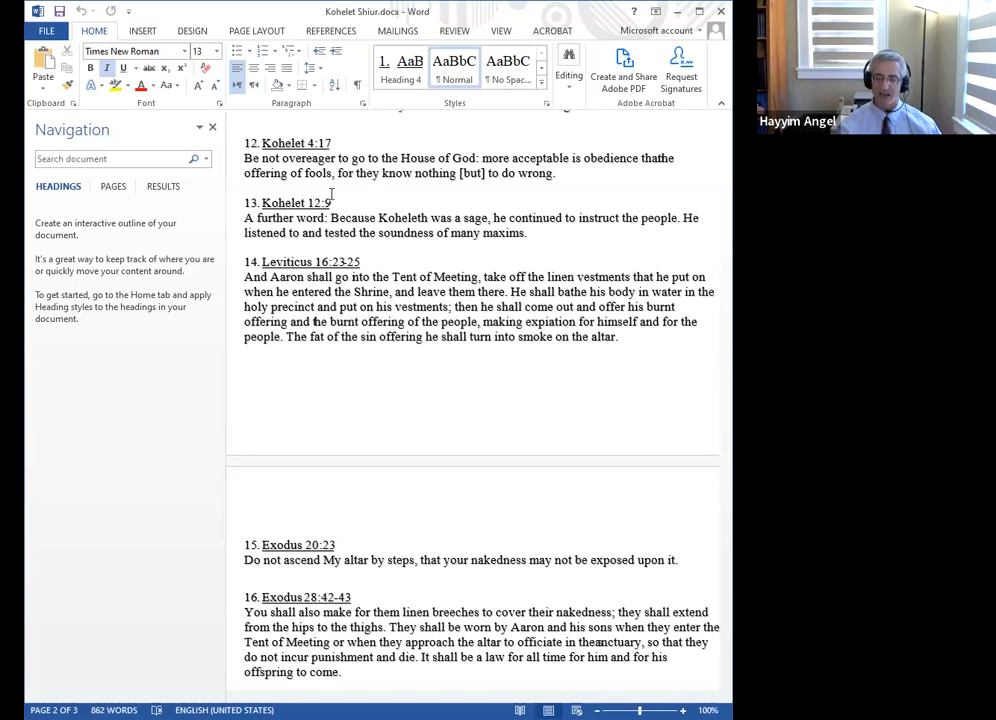 Kohelet Shiur.docx - Word
FILE HOME INSERT DESIGN PAGE LAYOUT REFERENCES MAILINGS REVIEW VIEW ACROBAT Microsoft account
Times New Roman 13
Paste
B I U abc x₂ x²
A A Aa A A A
1. AaB AaBbC AaBbC
Heading 4 ¶ Normal ¶ No Spac...
Editing
Create and Share
Adobe PDF
Request
Signatures
Clipboard Font Paragraph Styles Adobe Acrobat
Hayyim Angel
Navigation
Search document
HEADINGS PAGES RESULTS
Create an interactive outline of your
document.
It's a great way to keep track of where you are
or quickly move your content around.
To get started, go to the Home tab and apply
Heading styles to the headings in your
document.
12. Kohelet 4:17
Be not overeager to go to the House of God: more acceptable is obedience than the
offering of fools, for they know nothing [but] to do wrong.
13. Kohelet 12:9
A further word: Because Koheleth was a sage, he continued to instruct the people. He
listened to and tested the soundness of many maxims.
14. Leviticus 16:23-25
And Aaron shall go into the Tent of Meeting, take off the linen vestments that he put on
when he entered the Shrine, and leave them there. He shall bathe his body in water in the
holy precinct and put on his vestments; then he shall come out and offer his burnt
offering and the burnt offering of the people, making expiation for himself and for the
people. The fat of the sin offering he shall turn into smoke on the altar.
15. Exodus 20:23
Do not ascend My altar by steps, that your nakedness may not be exposed upon it.
16. Exodus 28:42-43
You shall also make for them linen breeches to cover their nakedness; they shall extend
from the hips to the thighs. They shall be worn by Aaron and his sons when they enter the
Tent of Meeting or when they approach the altar to officiate in the sanctuary, so that they
do not incur punishment and die. It shall be a law for all time for him and for his
offspring to come.
PAGE 2 OF 3 862 WORDS ENGLISH (UNITED STATES) 100%